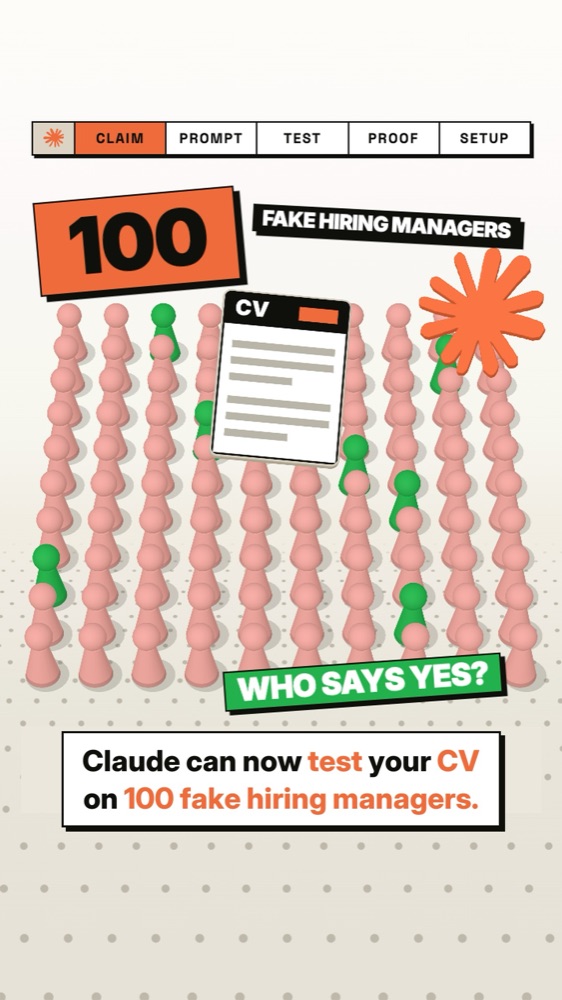 CLAIM PROMPT TEST PROOF SETUP
100
FAKE HIRING MANAGERS
CV
WHO SAYS YES?
Claude can now test your CV
on 100 fake hiring managers.